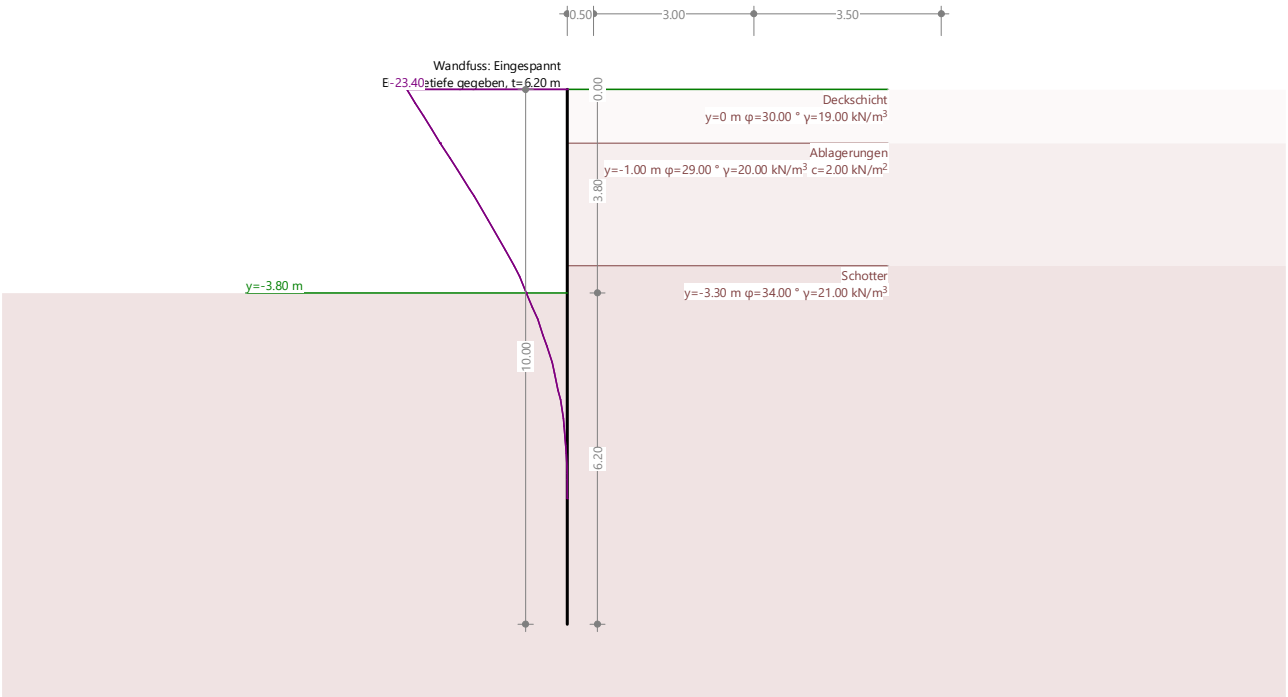 0.50 3.00 3.50
Wandfuss: Eingespannt
E -23.40 etiefe gegeben, t=6.20 m
0.00
Deckschicht
y=0 m φ=30.00 ° γ=19.00 kN/m³
Ablagerungen
y=-1.00 m φ=29.00 ° γ=20.00 kN/m³ c=2.00 kN/m²
3.80
Schotter
y=-3.30 m φ=34.00 ° γ=21.00 kN/m³
y=-3.80 m
10.00
6.20